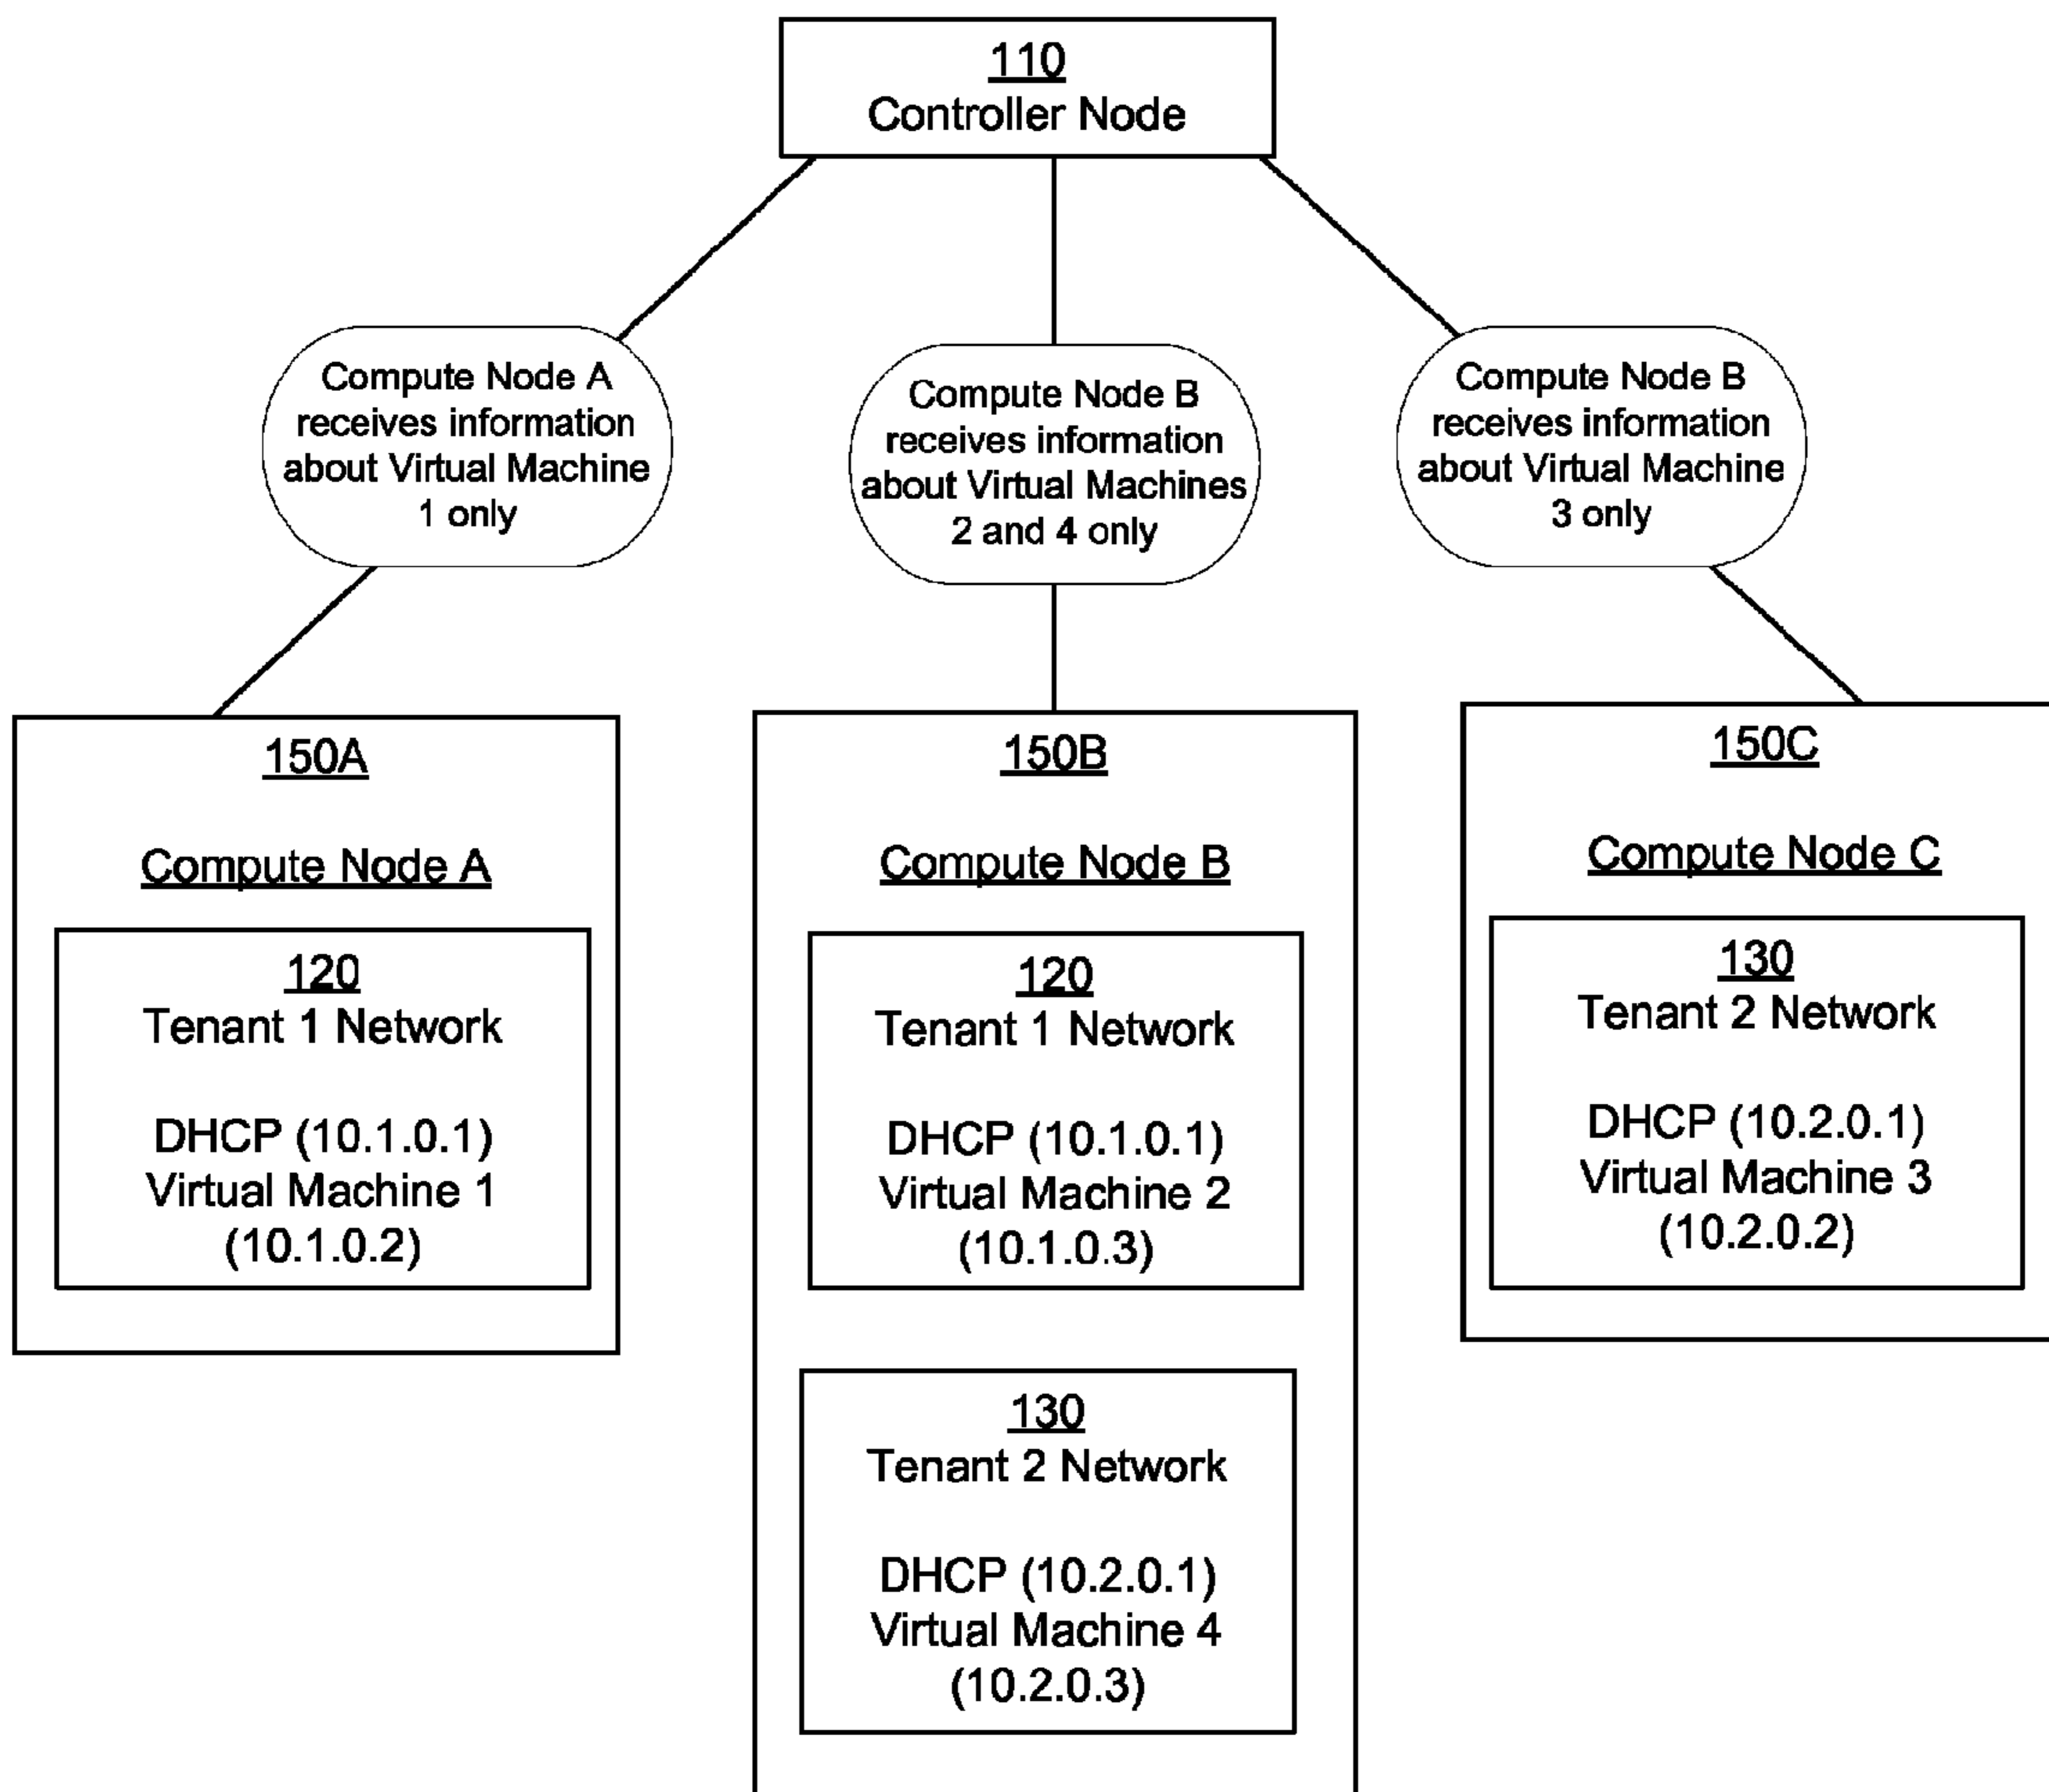 110
Controller Node
Compute Node A
receives information
about Virtual Machine
1 only
Compute Node B
receives information
about Virtual Machines
2 and 4 only
Compute Node B
receives information
about Virtual Machine
3 only
150A
Compute Node A
120
Tenant 1 Network
DHCP (10.1.0.1)
Virtual Machine 1
(10.1.0.2)
150B
Compute Node B
120
Tenant 1 Network
DHCP (10.1.0.1)
Virtual Machine 2
(10.1.0.3)
130
Tenant 2 Network
DHCP (10.2.0.1)
Virtual Machine 4
(10.2.0.3)
150C
Compute Node C
130
Tenant 2 Network
DHCP (10.2.0.1)
Virtual Machine 3
(10.2.0.2)